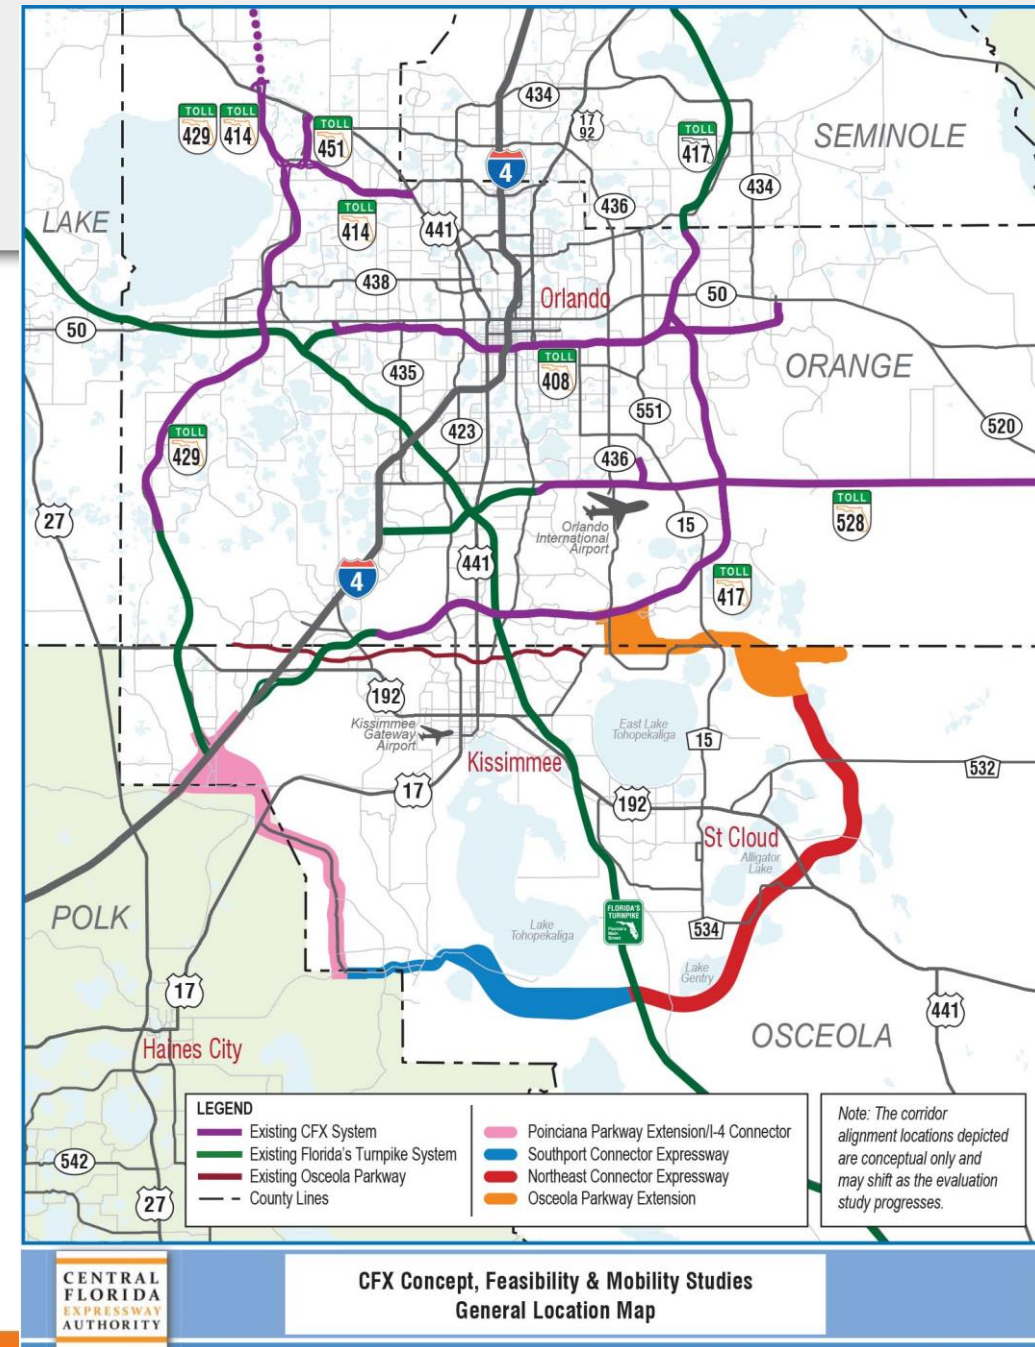 434
17
92
SEMINOLE
TOLL
429
TOLL
414
TOLL
451
4
TOLL
417
434
LAKE
TOLL
414
441
436
438
Orlando
50
50
ORANGE
TOLL
408
435
551
423
520
TOLL
429
436
TOLL
528
27
Orlando
International
Airport
15
441
4
TOLL
417
192
Kissimmee
Gateway
Airport
East Lake
Tohopekaliga
15
Kissimmee
532
17
192
St Cloud
Alligator
Lake
POLK
Lake
Tohopekaliga
FLORIDA'S
TURNPIKE
534
Lake
Gentry
17
441
OSCEOLA
Haines City
542
27
LEGEND
Existing CFX System
Existing Florida's Turnpike System
Existing Osceola Parkway
County Lines
Poinciana Parkway Extension/I-4 Connector
Southport Connector Expressway
Northeast Connector Expressway
Osceola Parkway Extension
Note: The corridor
alignment locations depicted
are conceptual only and
may shift as the evaluation
study progresses.
CENTRAL
FLORIDA
EXPRESSWAY
AUTHORITY
CFX Concept, Feasibility & Mobility Studies
General Location Map